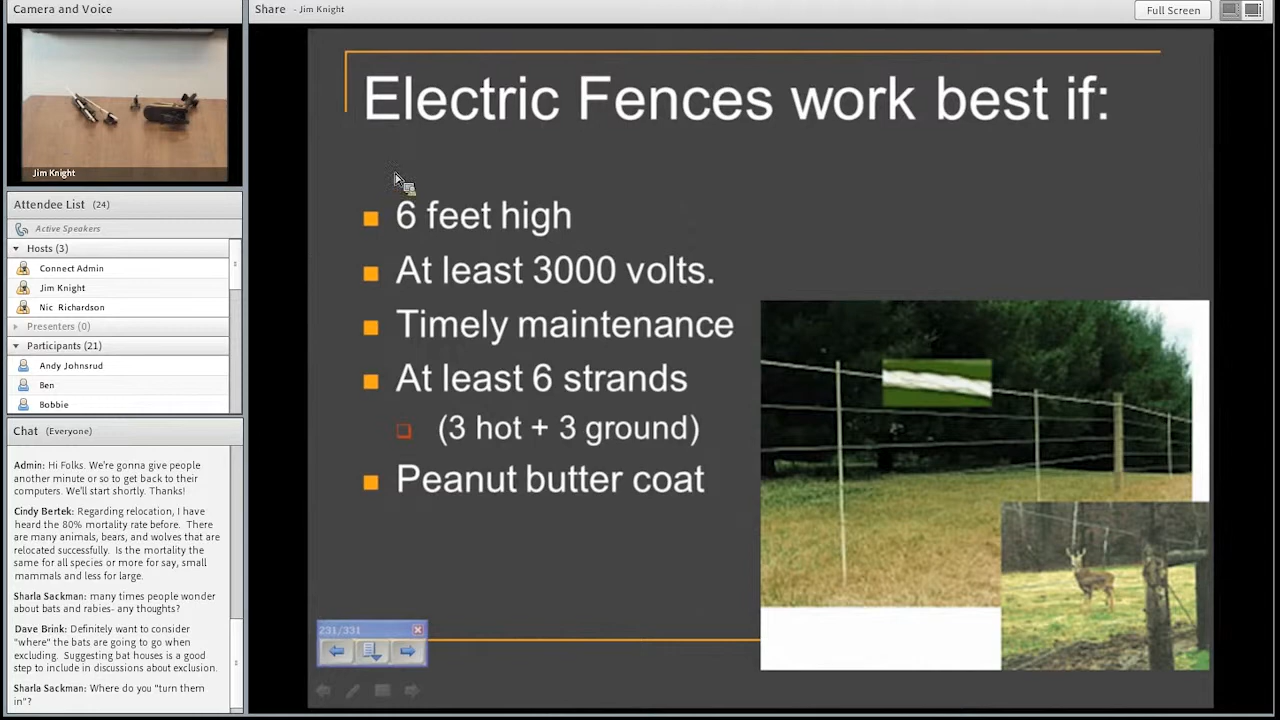 Camera and Voice
Jim Knight
Attendee List (24)
Active Speakers
Hosts (3)
Connect Admin
Jim Knight
Nic Richardson
Presenters (0)
Participants (21)
Andy Johnsrud
Ben
Bobbie
Chat (Everyone)
Admin: Hi Folks. We're gonna give people
another minute or so to get back to their
computers. We'll start shortly. Thanks!
Cindy Bertek: Regarding relocation, I have
heard the 80% mortality rate before. There
are many animals, bears, and wolves that are
relocated successfully. Is the mortality the
same for all species or more for say, small
mammals and less for large.
Sharla Sackman: many times people wonder
about bats and rabies- any thoughts?
Dave Brink: Definitely want to consider
"where" the bats are going to go when
excluding. Suggesting bat houses is a good
step to include in discussions about exclusion.
Sharla Sackman: Where do you "turn them
in"?
Share - Jim Knight
Full Screen
Electric Fences work best if:
6 feet high
At least 3000 volts.
Timely maintenance
At least 6 strands
(3 hot + 3 ground)
Peanut butter coat
231/331